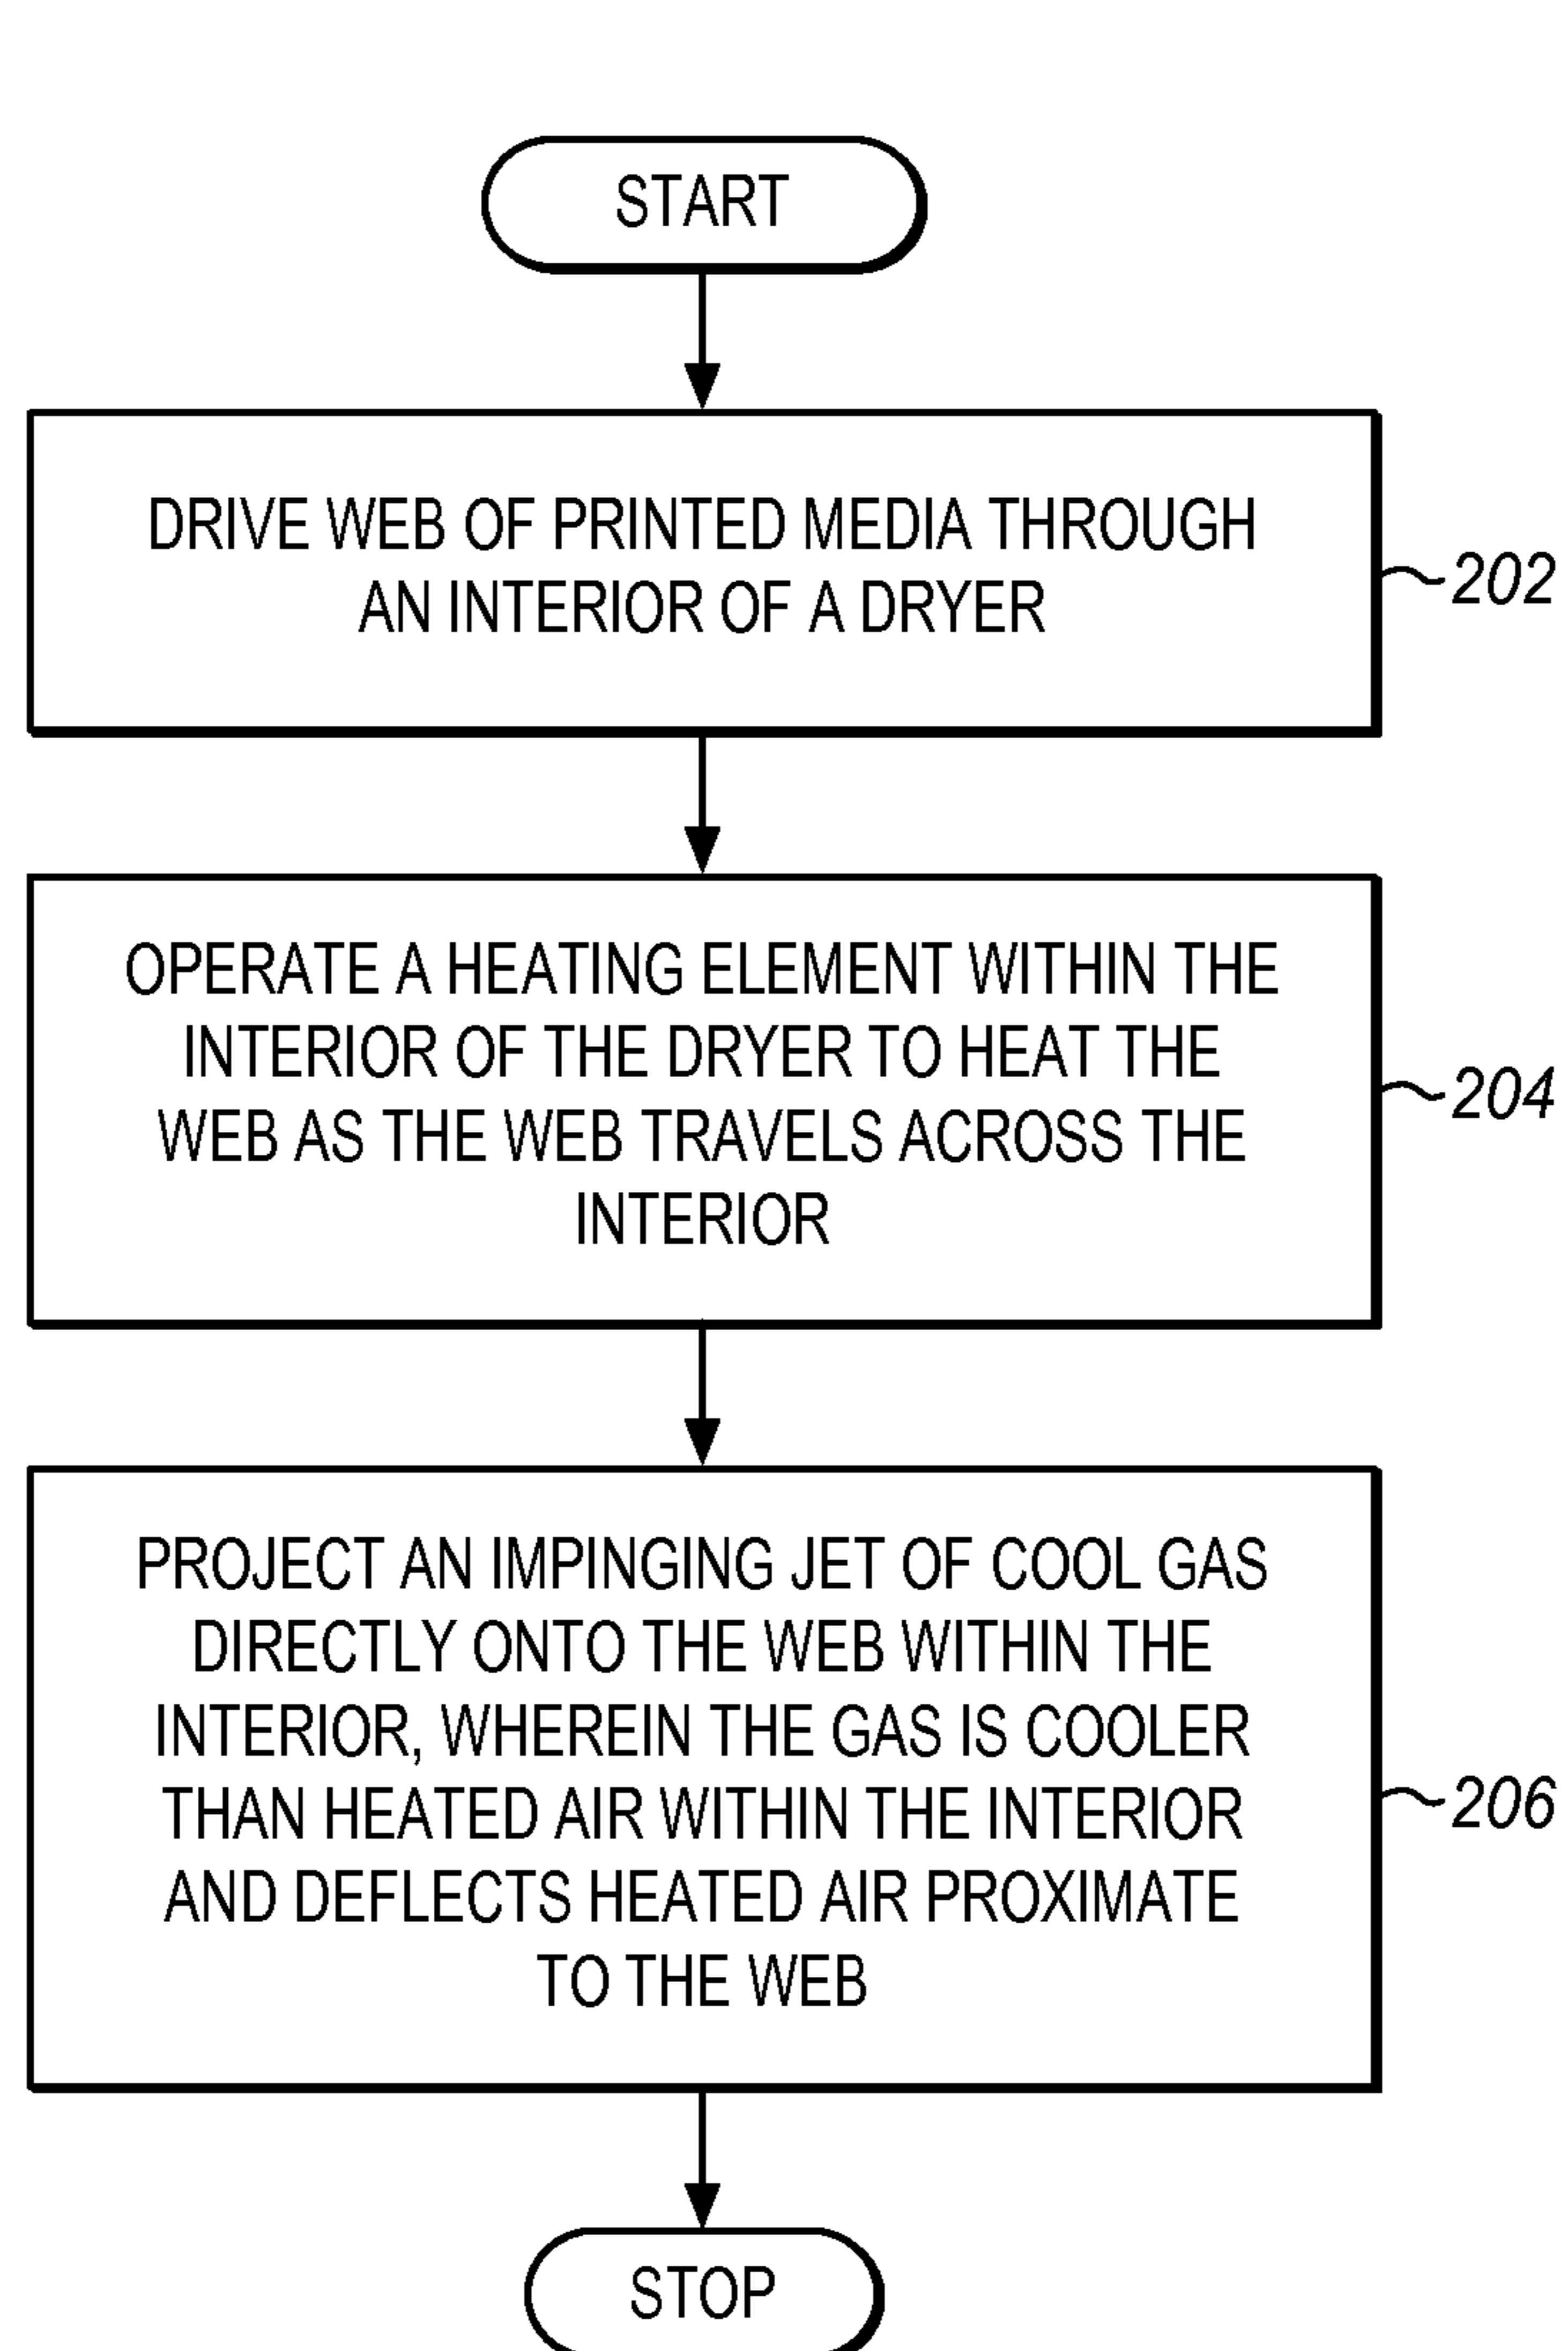 START
DRIVE WEB OF PRINTED MEDIA THROUGH
AN INTERIOR OF A DRYER
202
OPERATE A HEATING ELEMENT WITHIN THE
INTERIOR OF THE DRYER TO HEAT THE
WEB AS THE WEB TRAVELS ACROSS THE
INTERIOR
204
PROJECT AN IMPINGING JET OF COOL GAS
DIRECTLY ONTO THE WEB WITHIN THE
INTERIOR, WHEREIN THE GAS IS COOLER
THAN HEATED AIR WITHIN THE INTERIOR
AND DEFLECTS HEATED AIR PROXIMATE
TO THE WEB
206
STOP